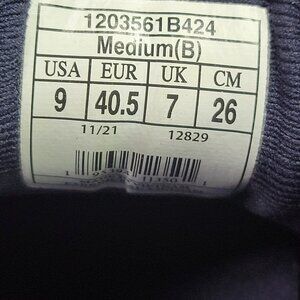 1203561B424
Medium(B)
USA EUR UK CM
9 40.5 7 26
11/21 12829